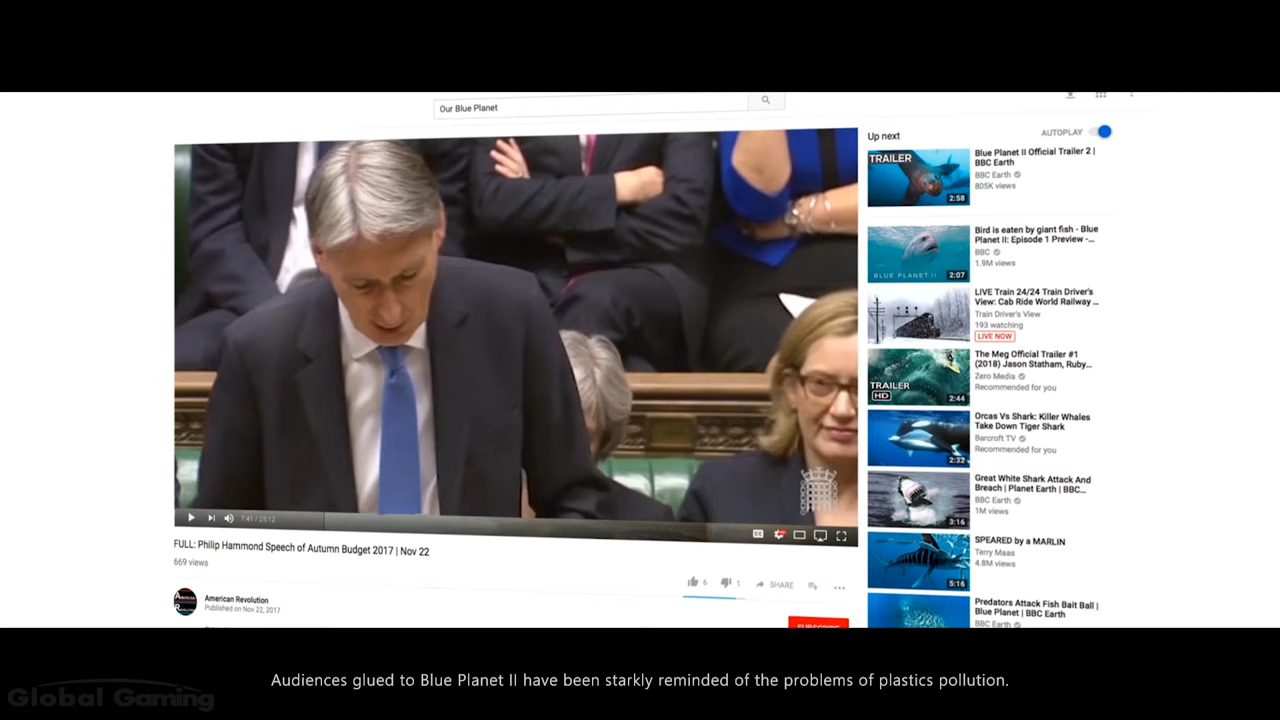 Our Blue Planet
Up next
AUTOPLAY
TRAILER
2:58
Blue Planet II Official Trailer 2 |
BBC Earth
BBC Earth
805K views
BLUE PLANET II
2:07
Bird is eaten by giant fish - Blue
Planet II: Episode 1 Preview -...
BBC
1.9M views
LIVE Train 24/24 Train Driver's
View: Cab Ride World Railway ...
Train Driver's View
193 watching
LIVE NOW
TRAILER
HD
2:44
The Meg Official Trailer #1
(2018) Jason Statham, Ruby...
Zero Media
Recommended for you
2:32
Orcas Vs Shark: Killer Whales
Take Down Tiger Shark
Barcroft TV
Recommended for you
3:16
Great White Shark Attack And
Breach | Planet Earth | BBC...
BBC Earth
1M views
5:16
SPEARED by a MARLIN
Terry Maas
4.8M views
Predators Attack Fish Bait Ball |
Blue Planet | BBC Earth
BBC Earth
7:41 / 25:12
FULL: Philip Hammond Speech of Autumn Budget 2017 | Nov 22
669 views
6
1
SHARE
American Revolution
Published on Nov 22, 2017
SUBSCRIBE
Audiences glued to Blue Planet II have been starkly reminded of the problems of plastics pollution.
Global Gaming